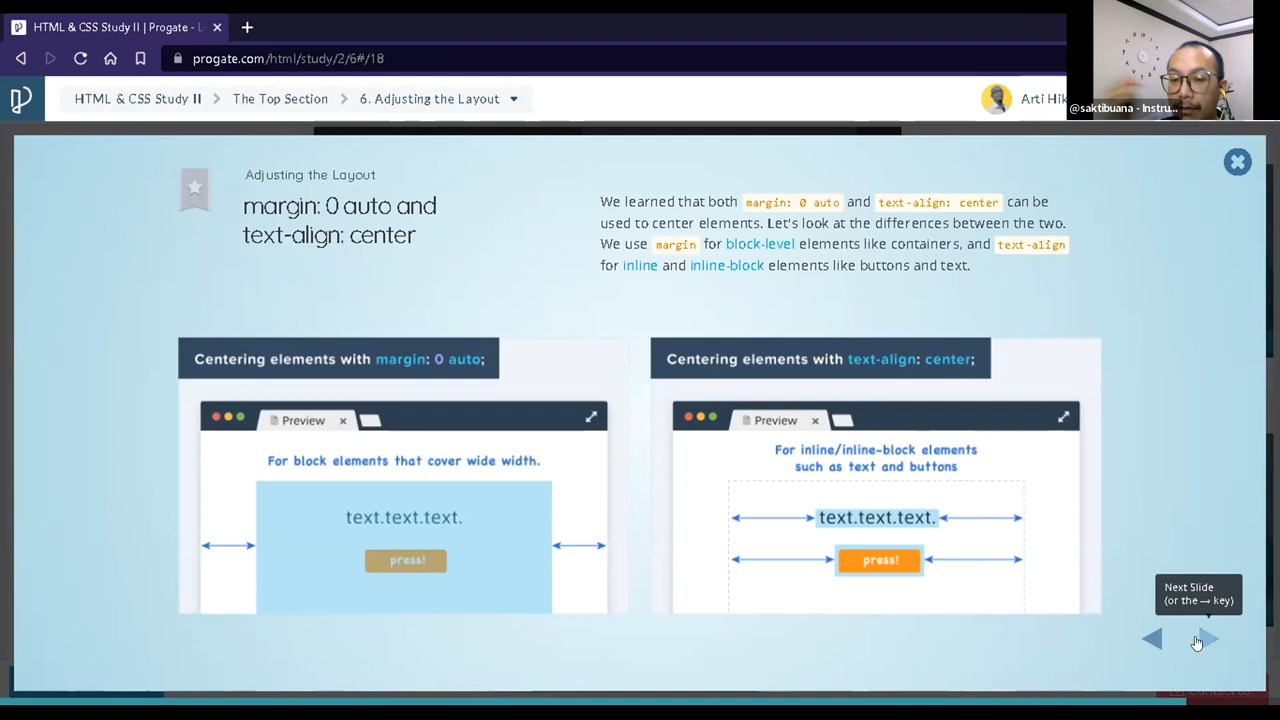 HTML & CSS Study II | Progate - L
progate.com/html/study/2/6#/18
HTML & CSS Study II
The Top Section
6. Adjusting the Layout
Arti Hik
@saktibuana - Instru...
Adjusting the Layout
margin: 0 auto and
text-align: center
We learned that both margin: 0 auto and text-align: center can be
used to center elements. Let's look at the differences between the two.
We use margin for block-level elements like containers, and text-align
for inline and inline-block elements like buttons and text.
Centering elements with margin: 0 auto;
Preview
For block elements that cover wide width.
text.text.text.
press!
Centering elements with text-align: center;
Preview
For inline/inline-block elements
such as text and buttons
text.text.text.
press!
Next Slide
(or the → key)
Contact us